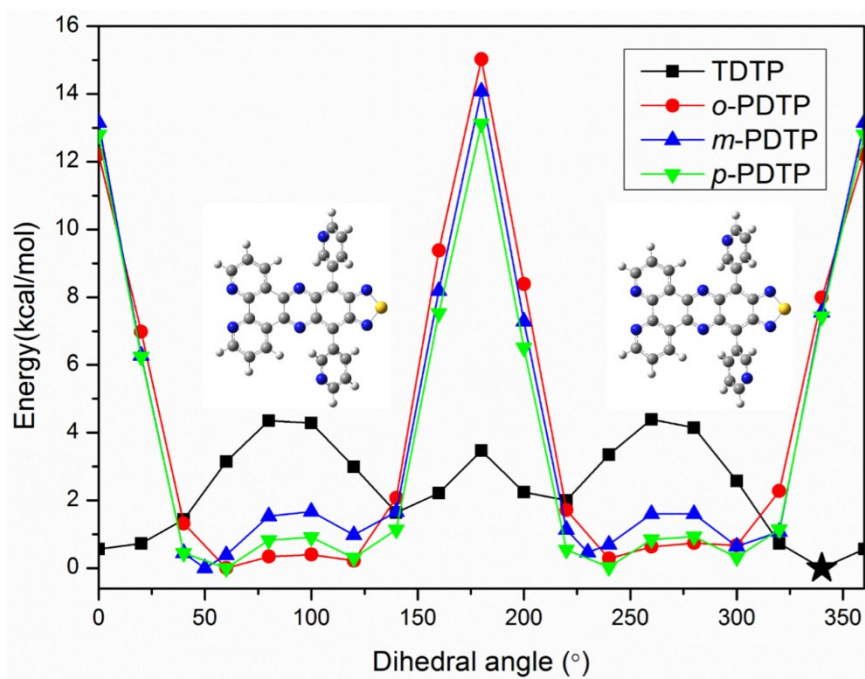 16
14
12
10
8
6
4
2
0
Energy(kcal/mol)
TDTP
o-PDTP
m-PDTP
p-PDTP
0 50 100 150 200 250 300 350
Dihedral angle (°)